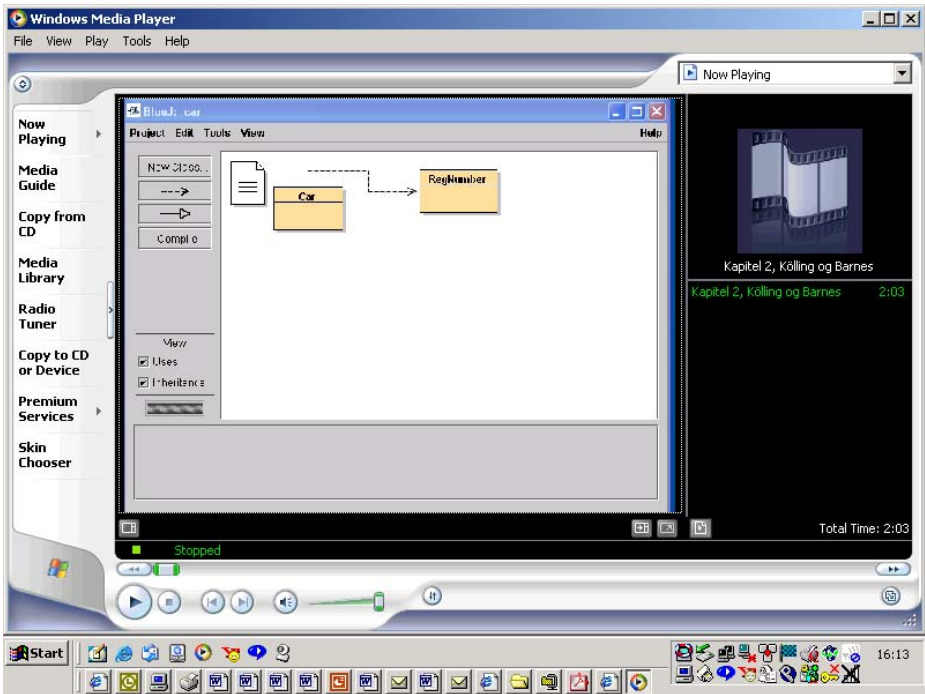 Windows Media Player
File View Play Tools Help
Now Playing
Now
Playing
Media
Guide
Copy from
CD
Media
Library
Radio
Tuner
Copy to CD
or Device
Premium
Services
Skin
Chooser
BlueJ: car
Project Edit Tools View Help
New Class...
Compile
View
Uses
Inheritance
Car
RegNumber
Kapitel 2, Kölling og Barnes
Kapitel 2, Kölling og Barnes 2:03
Total Time: 2:03
Stopped
Start
16:13